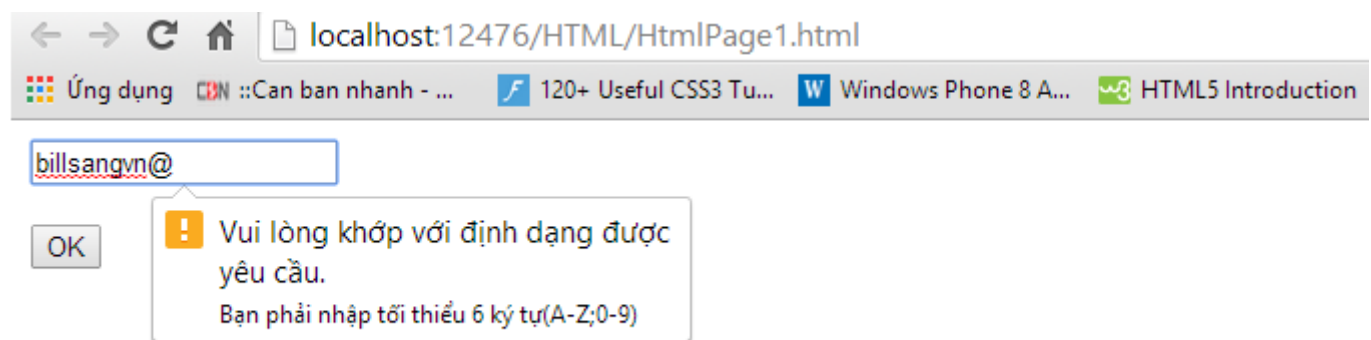 localhost:12476/HTML/HtmlPage1.html
Ứng dụng CBN ::Can ban nhanh - ... 120+ Useful CSS3 Tu... W Windows Phone 8 A... w3 HTML5 Introduction
billsangvn@
OK
! Vui lòng khớp với định dạng được
yêu cầu.
Bạn phải nhập tối thiểu 6 ký tự(A-Z;0-9)